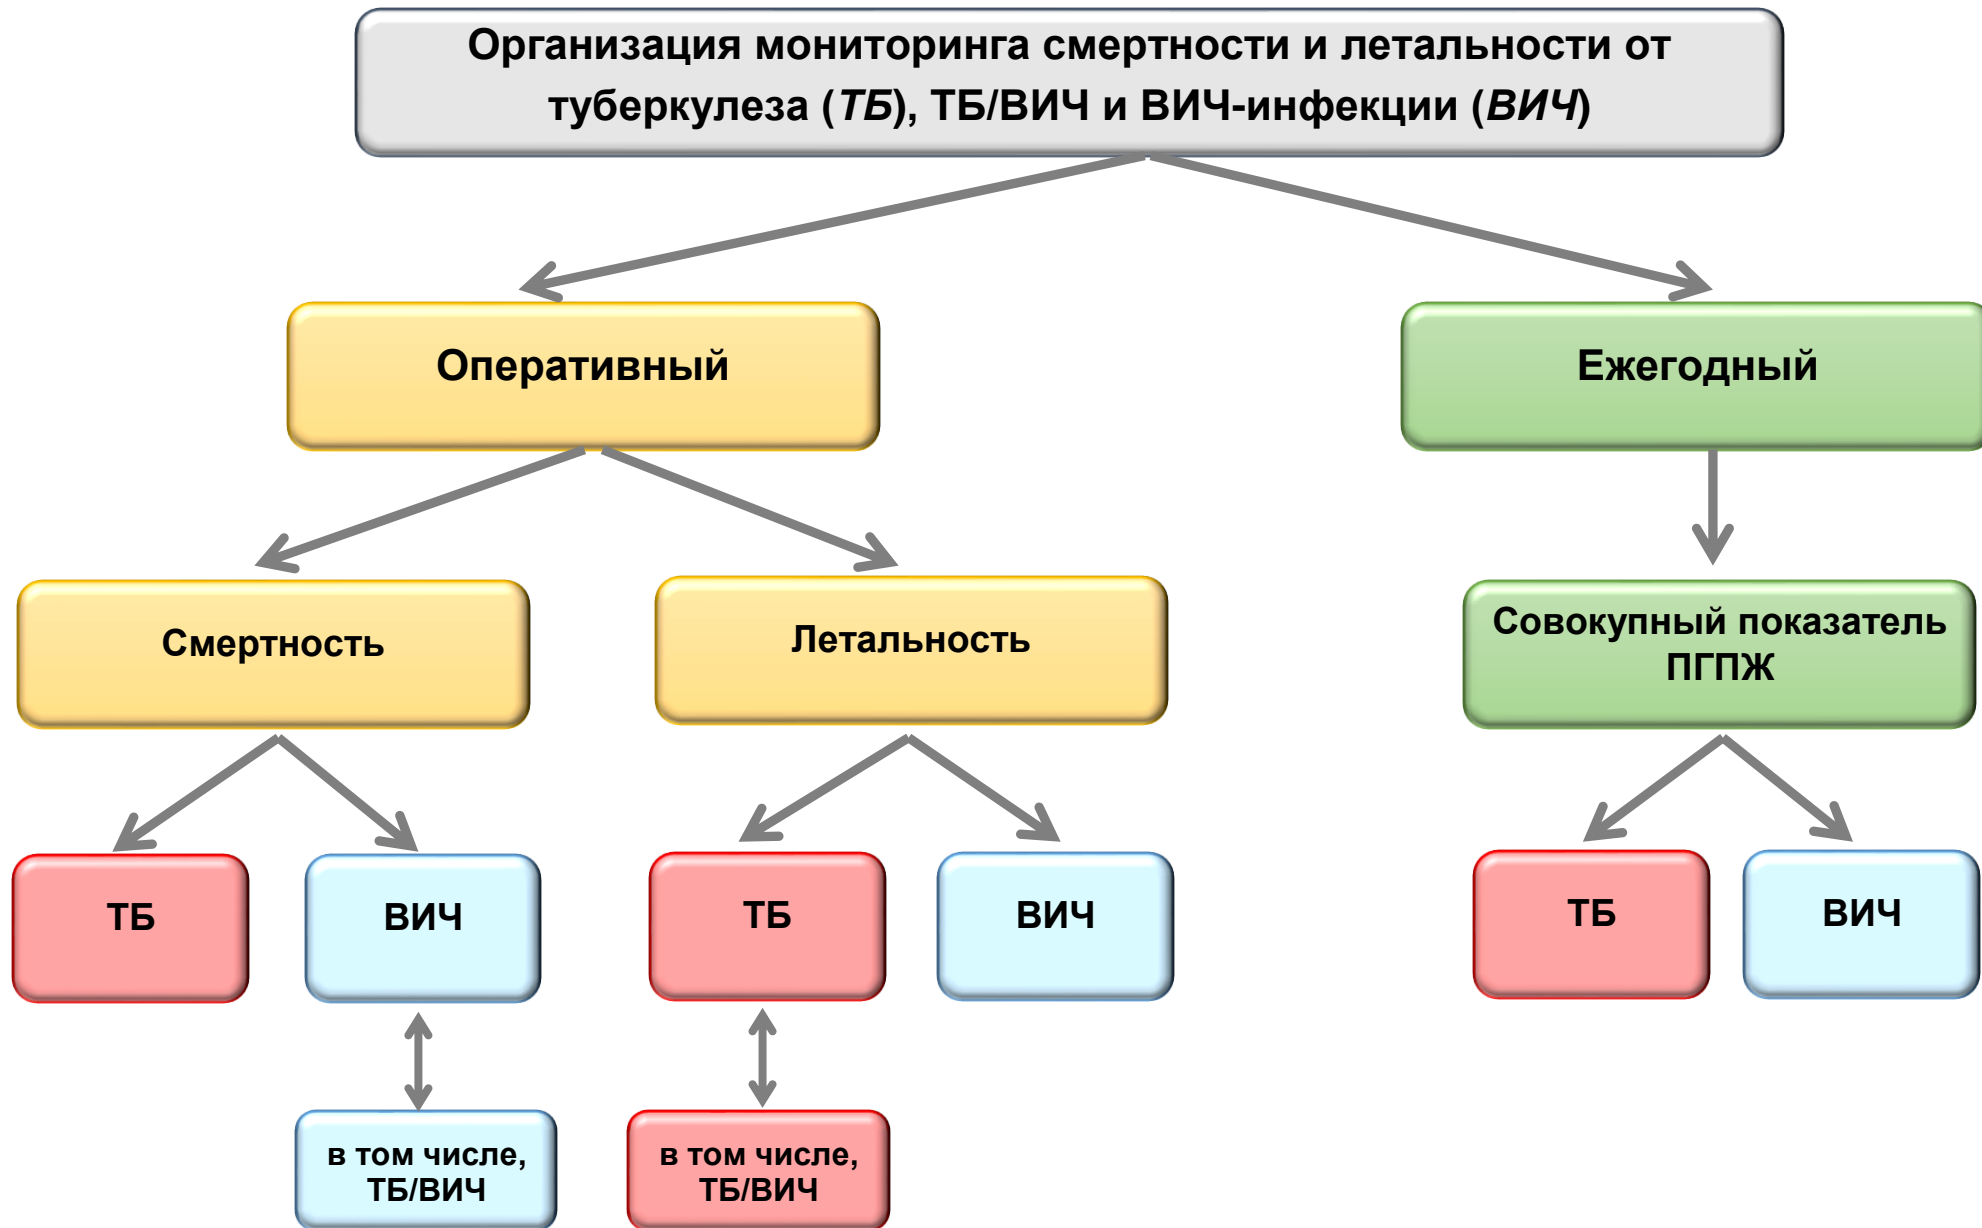 Организация мониторинга смертности и летальности от
туберкулеза (ТБ), ТБ/ВИЧ и ВИЧ-инфекции (ВИЧ)
Оперативный
Ежегодный
Смертность
Летальность
Совокупный показатель
ПГПЖ
ТБ
ВИЧ
ТБ
ВИЧ
ТБ
ВИЧ
в том числе,
ТБ/ВИЧ
в том числе,
ТБ/ВИЧ